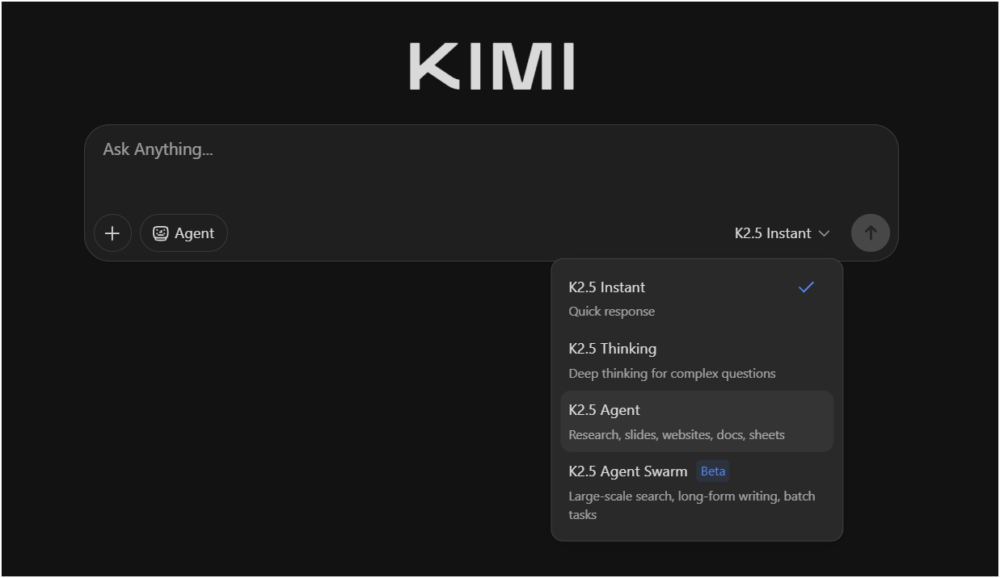 KIMI
Ask Anything...
Agent
K2.5 Instant
K2.5 Instant
Quick response
K2.5 Thinking
Deep thinking for complex questions
K2.5 Agent
Research, slides, websites, docs, sheets
K2.5 Agent Swarm Beta
Large-scale search, long-form writing, batch
tasks